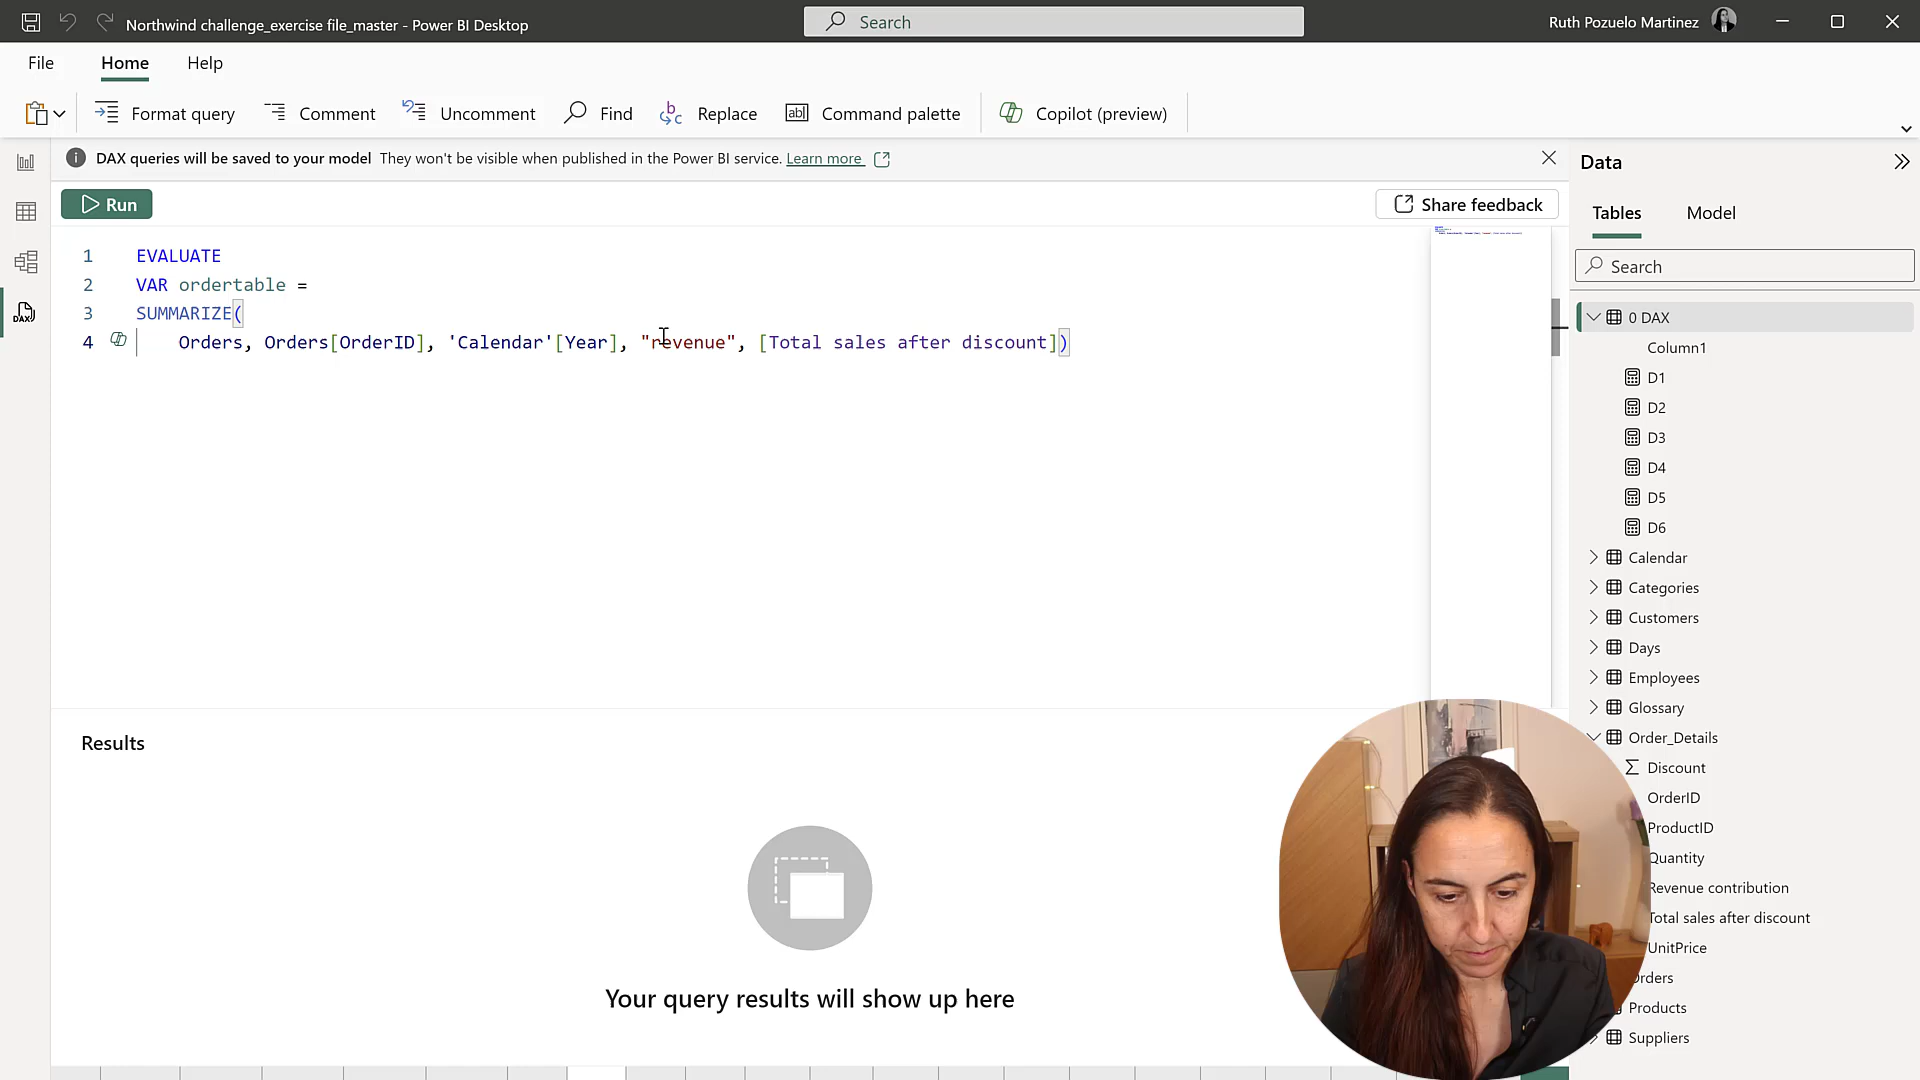 Northwind challenge_exercise file_master - Power BI Desktop
Search
Ruth Pozuelo Martinez
File
Home
Help
Format query
Comment
Uncomment
Find
Replace
Command palette
Copilot (preview)
DAX queries will be saved to your model They won't be visible when published in the Power BI service. Learn more
Run
Share feedback
1 EVALUATE
2 VAR ordertable =
3 SUMMARIZE(
4 Orders, Orders[OrderID], 'Calendar'[Year], "revenue", [Total sales after discount])
Results
Your query results will show up here
Data
Tables
Model
Search
0 DAX
Column1
D1
D2
D3
D4
D5
D6
Calendar
Categories
Customers
Days
Employees
Glossary
Order_Details
Discount
OrderID
ProductID
Quantity
Revenue contribution
Total sales after discount
UnitPrice
Orders
Products
Suppliers